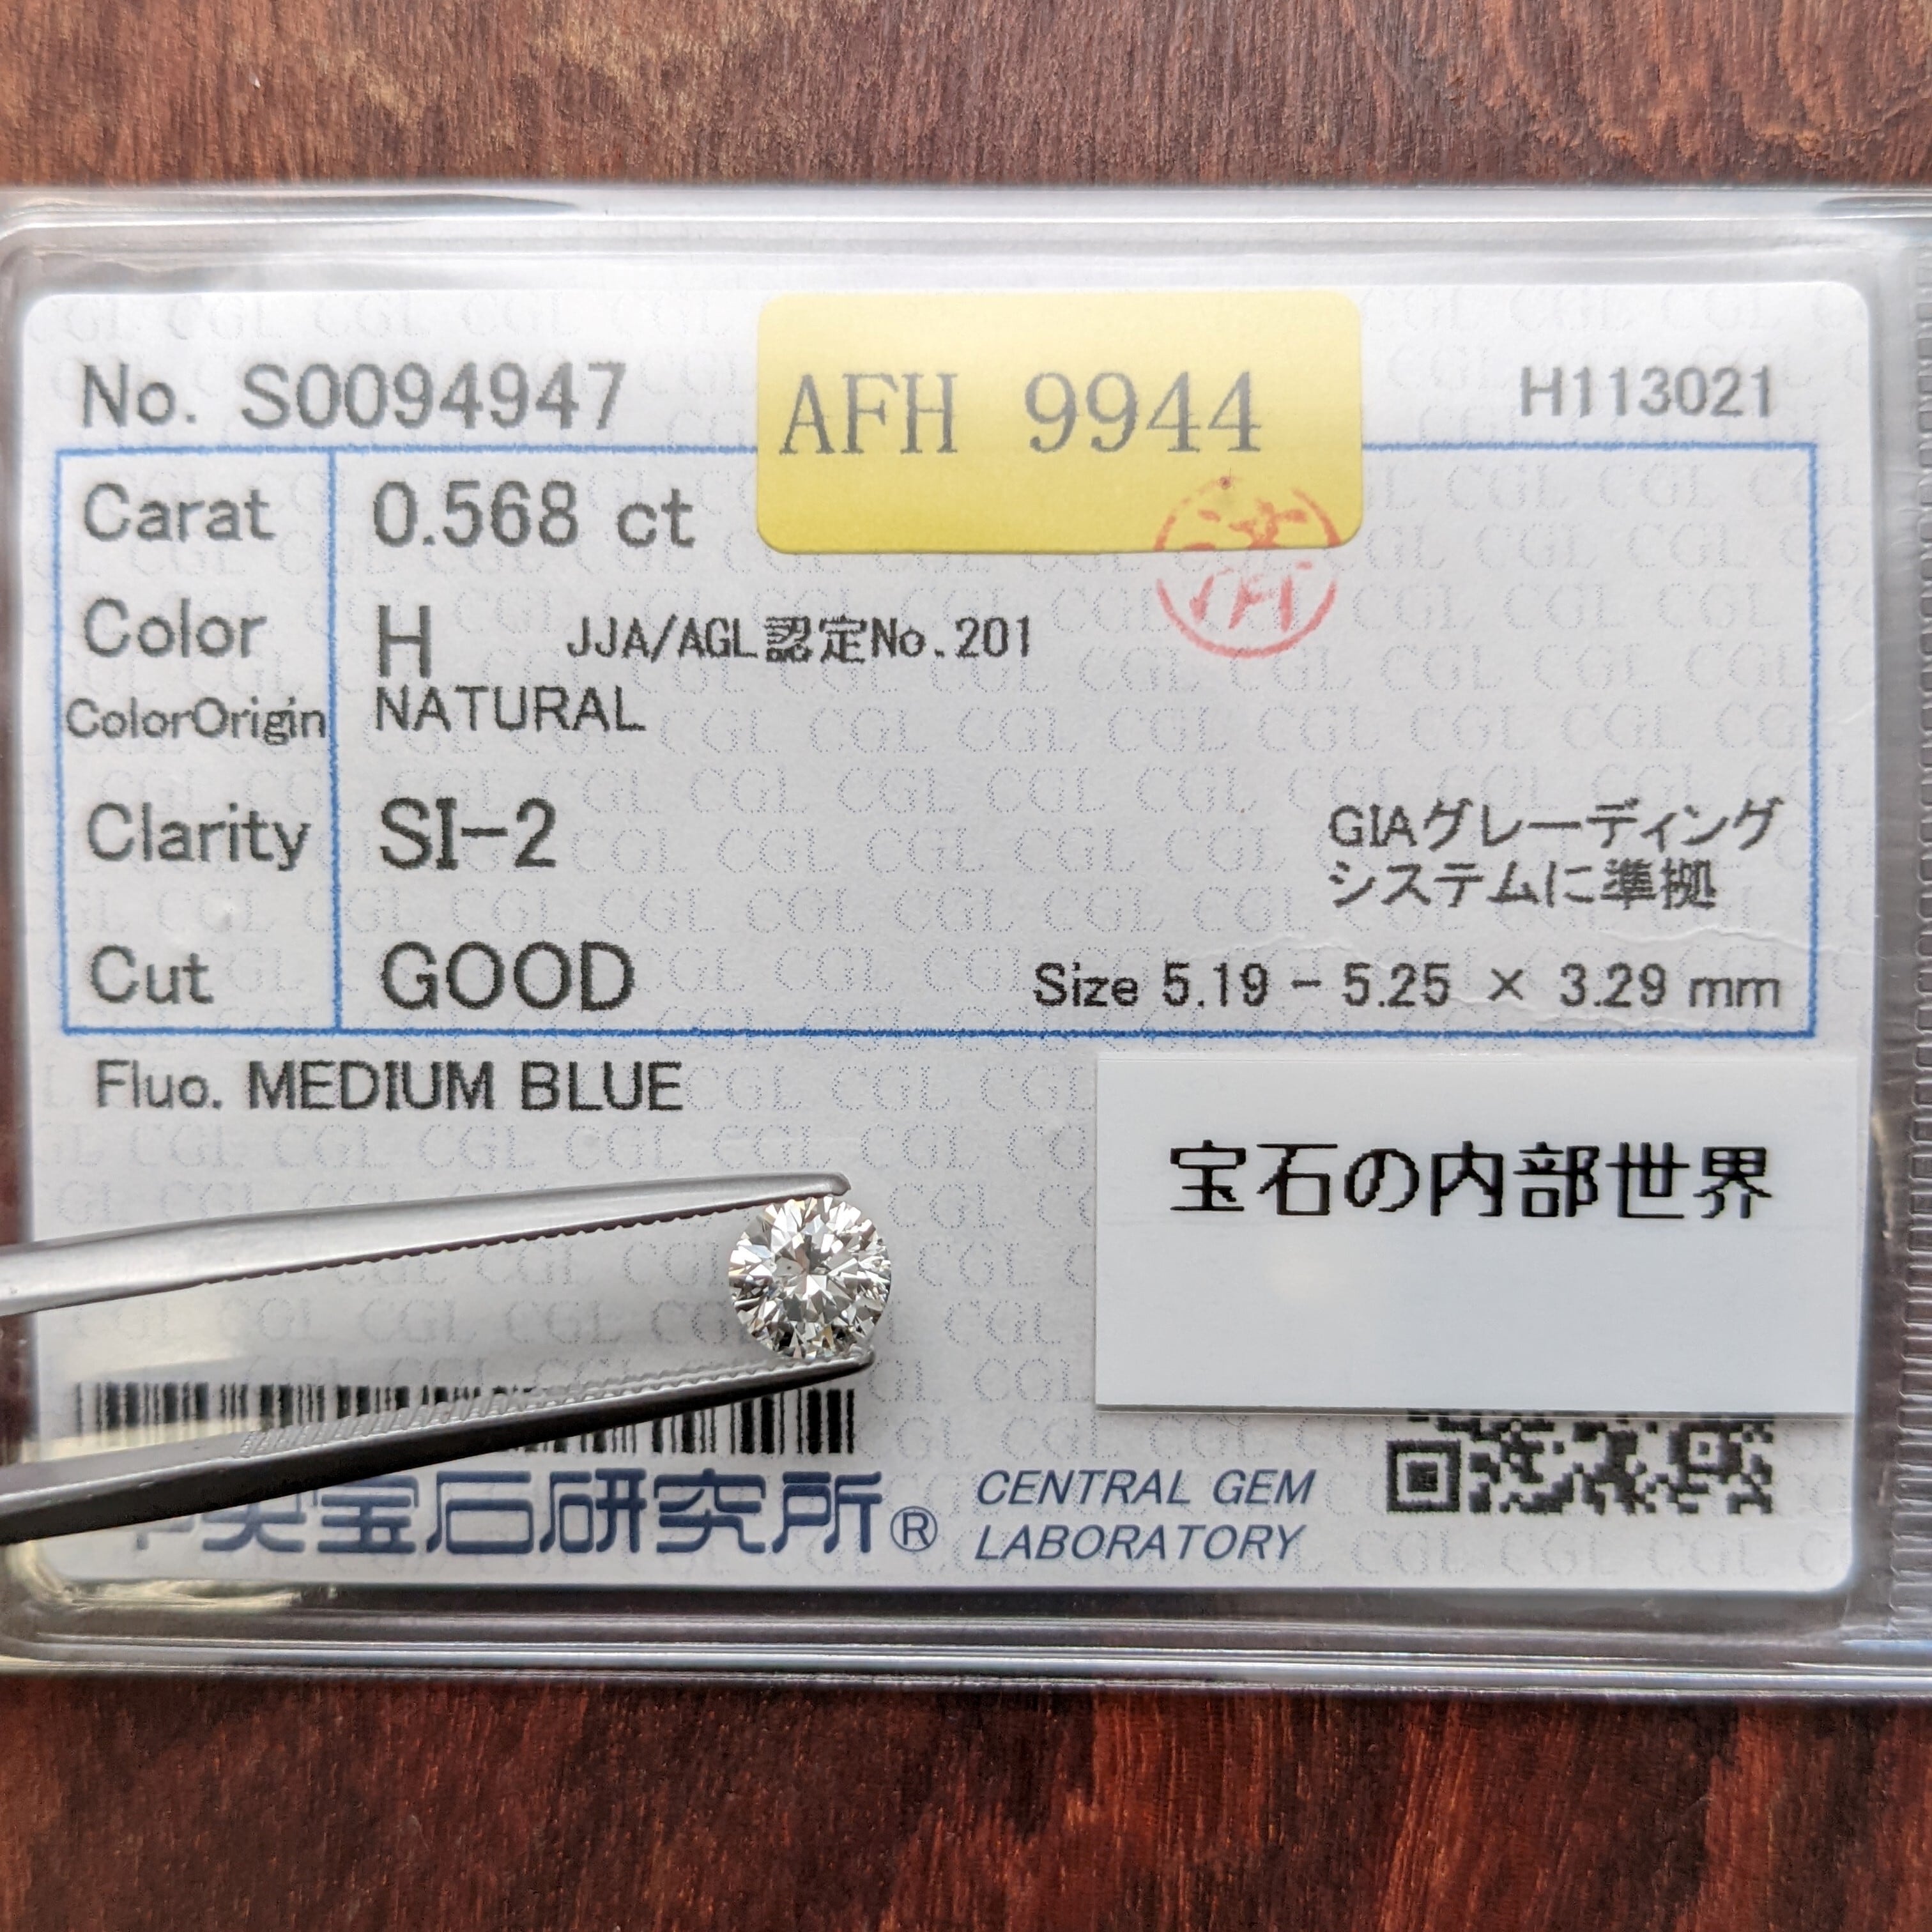 No. S0094947
AFH 9944
H113021
Carat 0.568 ct
Color H JJA/AGL認定No.201
ColorOrigin NATURAL
Clarity SI-2
GIAグレーディング
システムに準拠
Cut GOOD
Size 5.19 - 5.25 × 3.29 mm
Fluo. MEDIUM BLUE
宝石の内部世界
中央宝石研究所®
CENTRAL GEM
LABORATORY